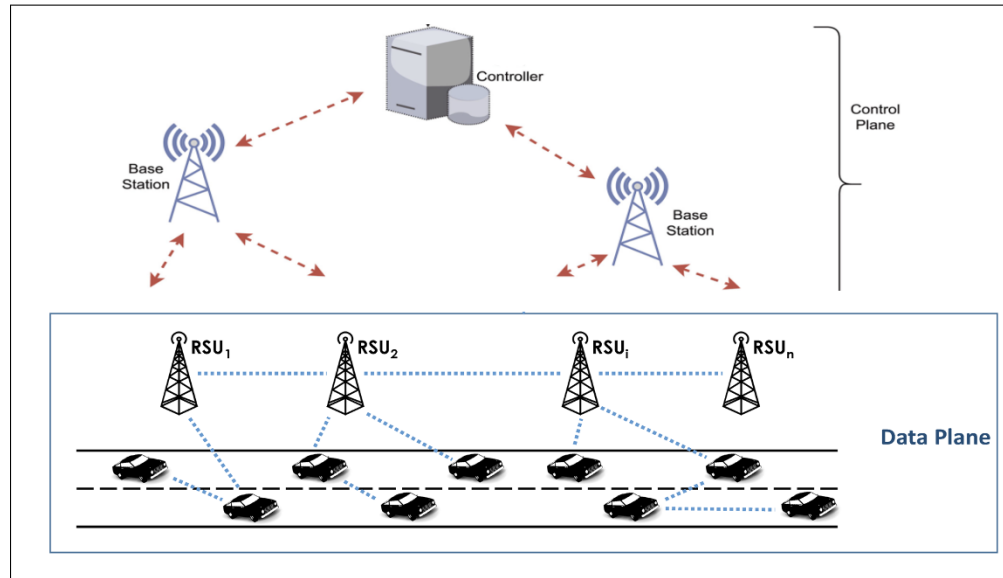 Controller
Control
Plane
Base
Station
Base
Station
RSU1
RSU2
RSUi
RSUn
Data Plane